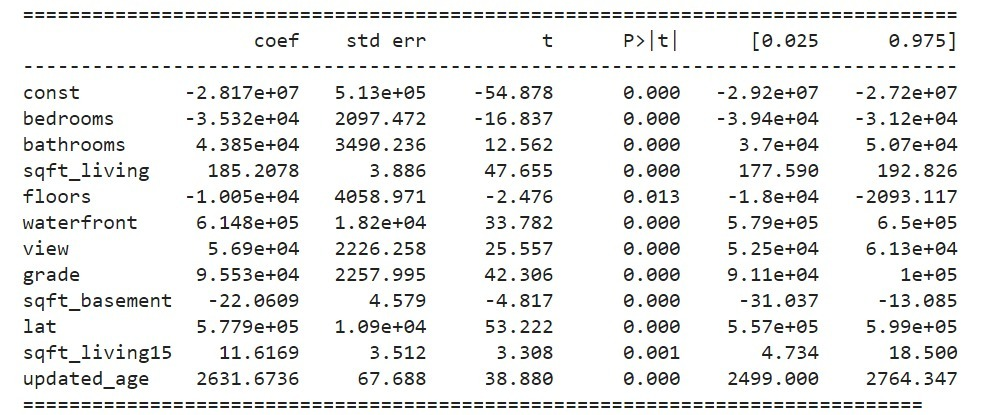 ==============================================================================
                 coef    std err          t      P>|t|      [0.025      0.975]
------------------------------------------------------------------------------
const         -2.817e+07   5.13e+05    -54.878      0.000   -2.92e+07   -2.72e+07
bedrooms      -3.532e+04   2097.472    -16.837      0.000   -3.94e+04   -3.12e+04
bathrooms      4.385e+04   3490.236     12.562      0.000     3.7e+04    5.07e+04
sqft_living     185.2078      3.886     47.655      0.000     177.590     192.826
floors        -1.005e+04   4058.971     -2.476      0.013    -1.8e+04   -2093.117
waterfront     6.148e+05   1.82e+04     33.782      0.000    5.79e+05     6.5e+05
view            5.69e+04   2226.258     25.557      0.000    5.25e+04    6.13e+04
grade          9.553e+04   2257.995     42.306      0.000    9.11e+04       1e+05
sqft_basement   -22.0609      4.579     -4.817      0.000     -31.037     -13.085
lat            5.779e+05   1.09e+04     53.222      0.000    5.57e+05    5.99e+05
sqft_living15    11.6169      3.512      3.308      0.001       4.734      18.500
updated_age    2631.6736     67.688     38.880      0.000    2499.000    2764.347
==============================================================================